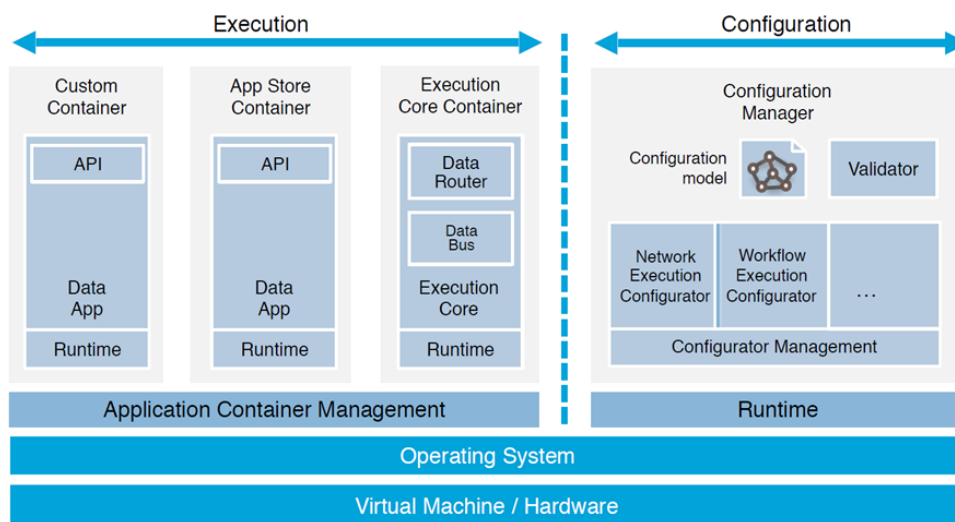 Execution
Configuration
Custom
Container
API
Data
App
Runtime
App Store
Container
API
Data
App
Runtime
Execution
Core Container
Data
Router
Data
Bus
Execution
Core
Runtime
Application Container Management
Configuration
Manager
Configuration
model
Validator
Network
Execution
Configurator
Workflow
Execution
Configurator
...
Configurator Management
Runtime
Operating System
Virtual Machine / Hardware